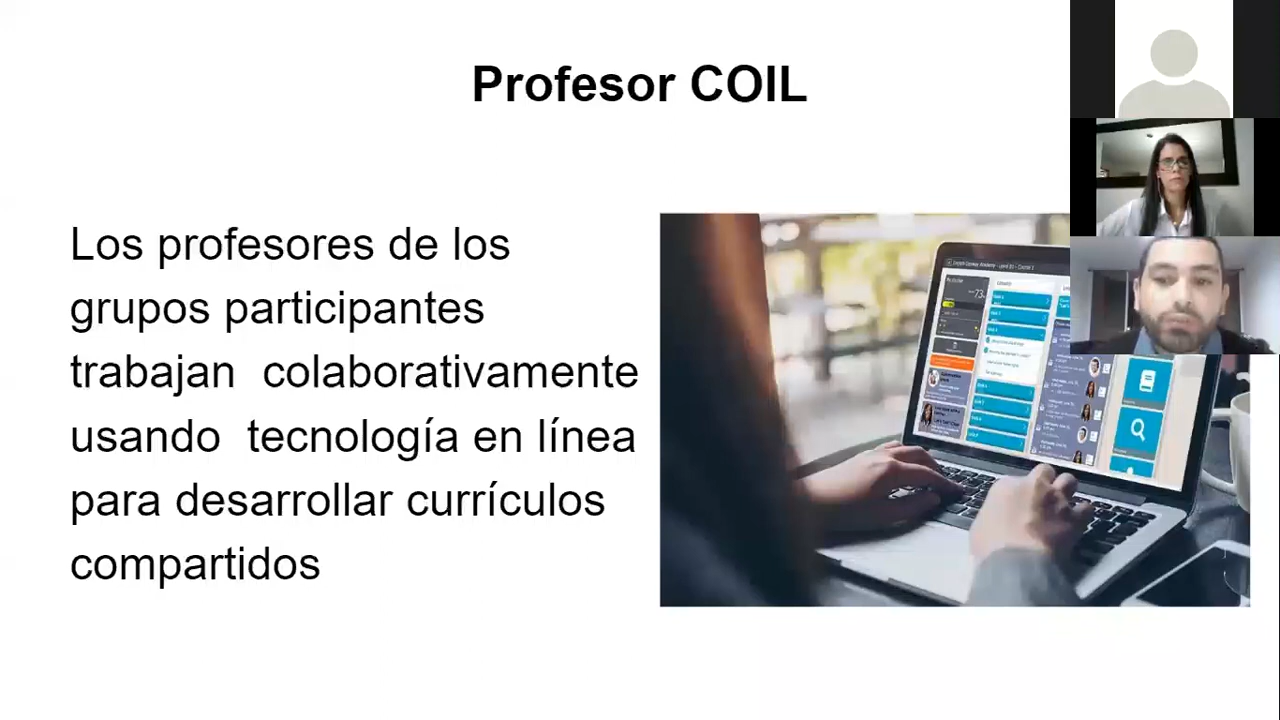 Profesor COIL
Los profesores de los
grupos participantes
trabajan colaborativamente
usando tecnología en línea
para desarrollar currículos
compartidos